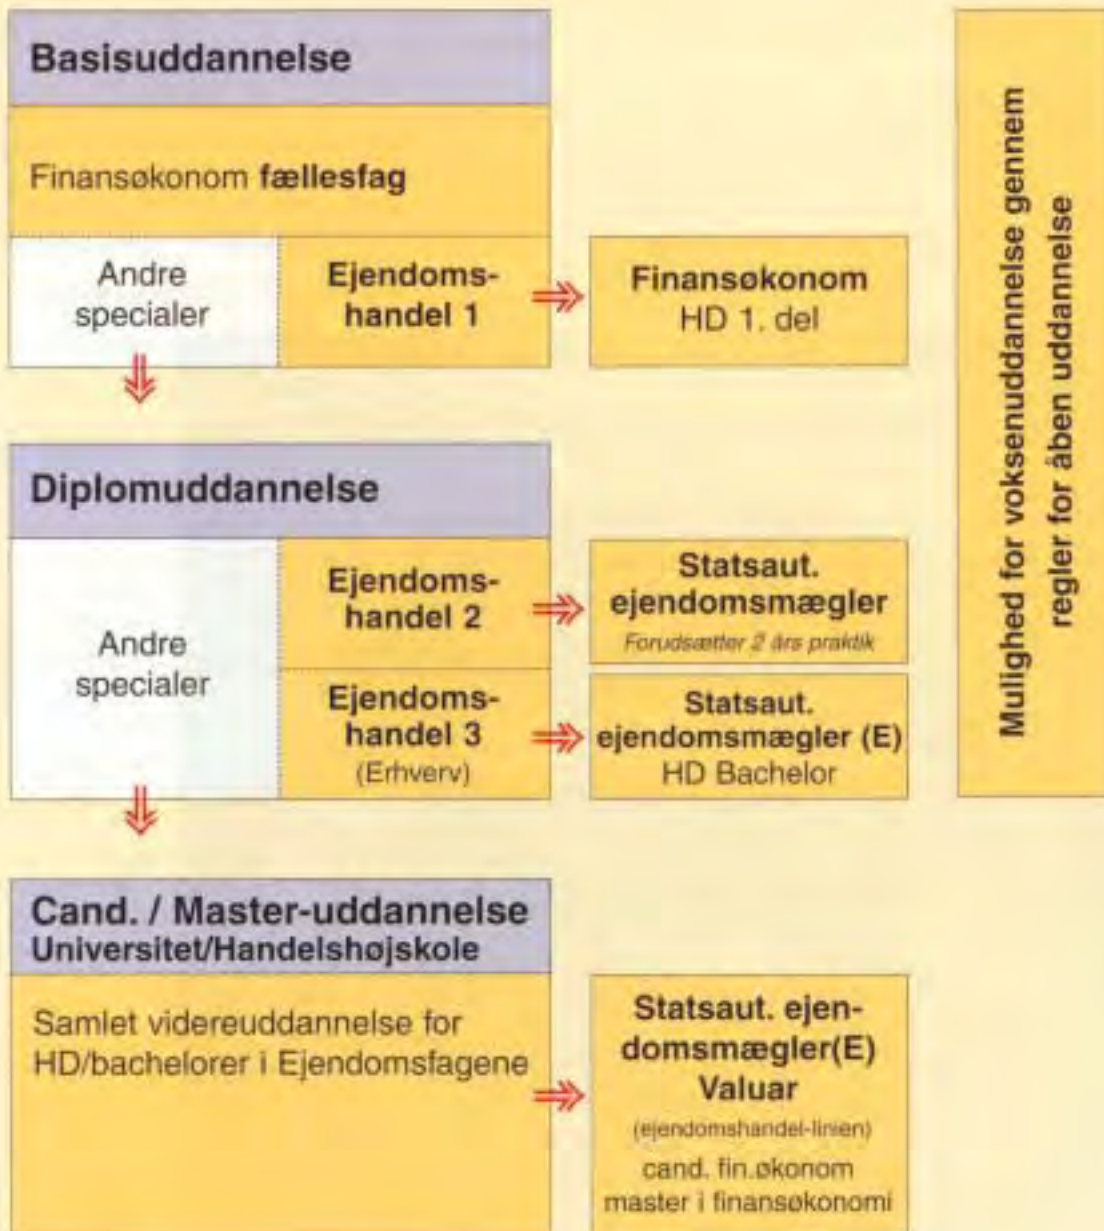 Basisuddannelse
Finansøkonom fællesfag
Andre
specialer
Ejendoms-
handel 1
Finansøkonom
HD 1. del
Diplomuddannelse
Andre
specialer
Ejendoms-
handel 2
Statsaut.
ejendomsmægler
Forudsætter 2 års praktik
Ejendoms-
handel 3
(Erhverv)
Statsaut.
ejendomsmægler (E)
HD Bachelor
Cand. / Master-uddannelse
Universitet/Handelshøjskole
Samlet videreuddannelse for
HD/bachelorer i Ejendomsfagene
Statsaut. ejen-
domsmægler(E)
Valuar
(ejendomshandel-linien)
cand. fin.økonom
master i finansøkonomi
Mulighed for voksenuddannelse gennem
regler for åben uddannelse